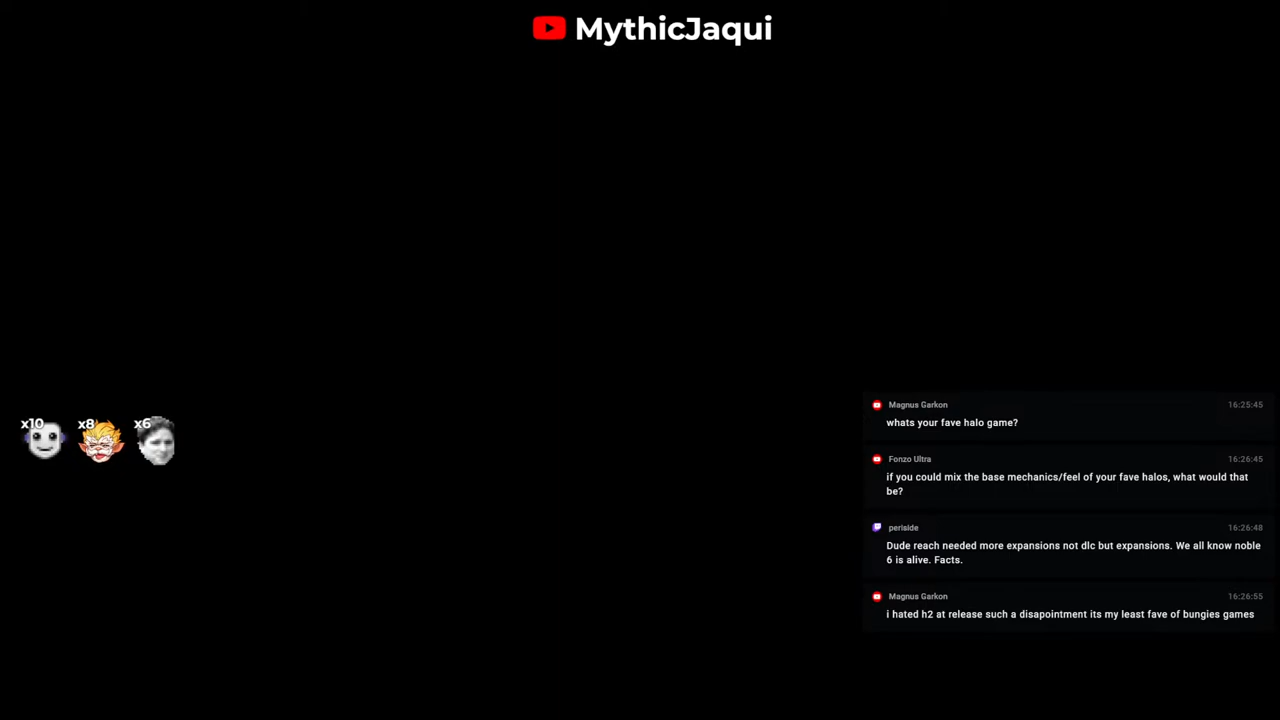 MythicJaqui
x10 x8 x6
Magnus Garkon 16:25:45
whats your fave halo game?
Fonzo Ultra 16:26:45
if you could mix the base mechanics/feel of your fave halos, what would that
be?
periside 16:26:48
Dude reach needed more expansions not dlc but expansions. We all know noble
6 is alive. Facts.
Magnus Garkon 16:26:55
i hated h2 at release such a disapointment its my least fave of bungies games